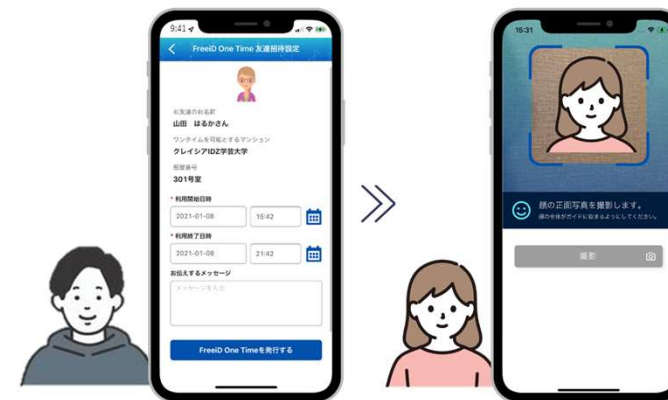 9:41
FreeiD One Time 友達招待設定
お友達のお名前
山田 はるかさん
ワンタイムを可能とするマンション
クレイシアIDZ学芸大学
部屋番号
301号室
* 利用開始日時
2021-01-08 15:42
* 利用終了日時
2021-01-08 21:42
お伝えするメッセージ
メッセージを入力
FreeiD One Timeを発行する
15:31
顔の正面写真を撮影します。
顔の全体がガイドに収まるようにしてください。
撮影